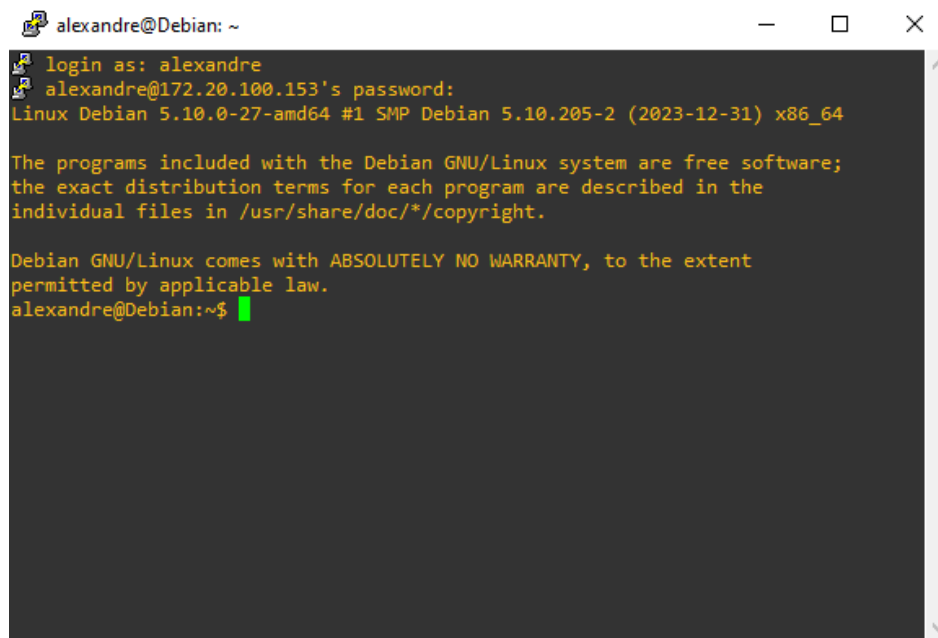 alexandre@Debian: ~
login as: alexandre
alexandre@172.20.100.153's password:
Linux Debian 5.10.0-27-amd64 #1 SMP Debian 5.10.205-2 (2023-12-31) x86_64
The programs included with the Debian GNU/Linux system are free software;
the exact distribution terms for each program are described in the
individual files in /usr/share/doc/*/copyright.
Debian GNU/Linux comes with ABSOLUTELY NO WARRANTY, to the extent
permitted by applicable law.
alexandre@Debian:~$